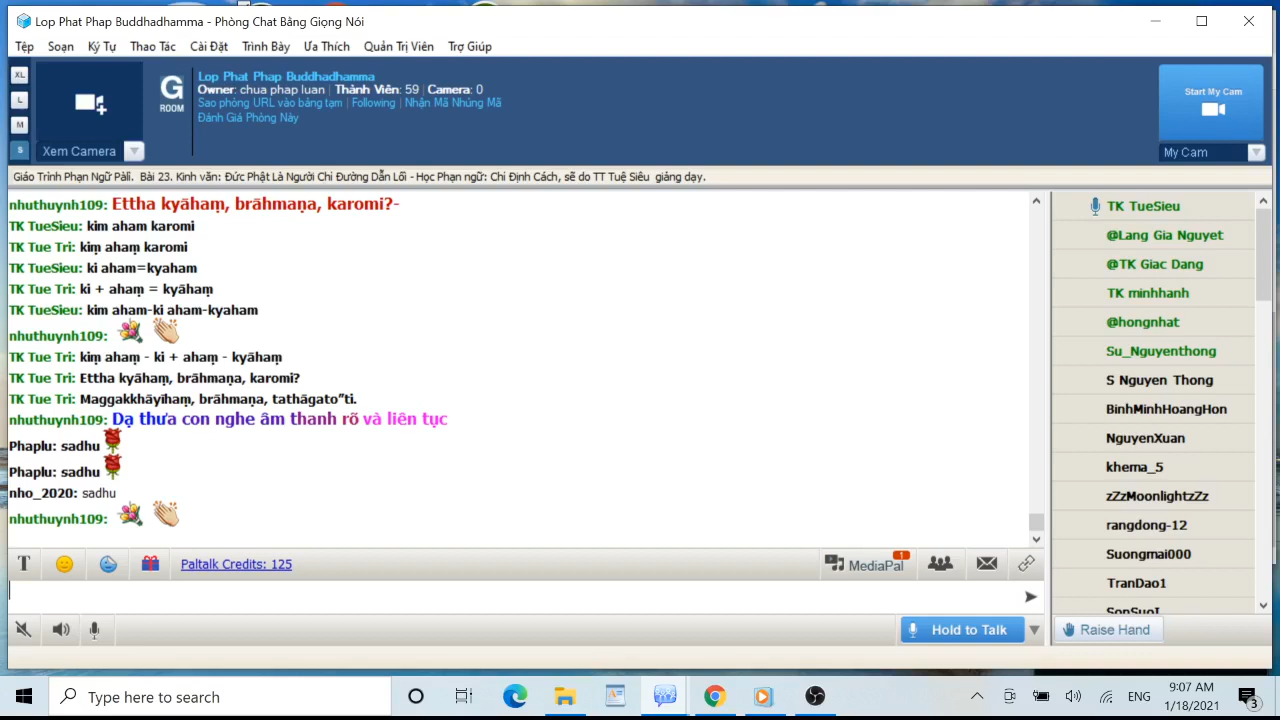 Lop Phat Phap Buddhadhamma - Phòng Chat Bằng Giọng Nói
Tệp Soạn Ký Tự Thao Tác Cài Đặt Trình Bày Ưa Thích Quản Trị Viên Trợ Giúp
XL
L
M
S
Xem Camera
G
ROOM
Lop Phat Phap Buddhadhamma
Owner: chua phap luan | Thành Viên: 59 | Camera: 0
Sao phòng URL vào bảng tạm | Following | Nhận Mã Nhúng Mã
Đánh Giá Phòng Này
Start My Cam
My Cam
Giáo Trình Phạn Ngữ Pàli. Bài 23. Kinh văn: Đức Phật Là Người Chỉ Đường Dẫn Lối - Học Phạn ngữ: Chỉ Định Cách, sẽ do TT Tuệ Siêu giảng dạy.
nhuthuynh109: Ettha kyāhaṃ, brāhmaṇa, karomi?-
TK TueSieu: kim aham karomi
TK Tue Tri: kiṃ ahaṃ karomi
TK TueSieu: ki aham=kyaham
TK Tue Tri: ki + ahaṃ = kyāhaṃ
TK TueSieu: kim aham-ki aham-kyaham
nhuthuynh109:
TK Tue Tri: kiṃ ahaṃ - ki + ahaṃ - kyāhaṃ
TK Tue Tri: Ettha kyāhaṃ, brāhmaṇa, karomi?
TK Tue Tri: Maggakkhāyīhaṃ, brāhmaṇa, tathāgato”ti.
nhuthuynh109: Dạ thưa con nghe âm thanh rõ và liên tục
Phaplu: sadhu
Phaplu: sadhu
nho_2020: sadhu
nhuthuynh109:
TK TueSieu
@Lang Gia Nguyet
@TK Giac Dang
TK minhhanh
@hongnhat
Su_Nguyenthong
S Nguyen Thong
BinhMinhHoangHon
NguyenXuan
khema_5
zZzMoonlightzZz
rangdong-12
Suongmai000
TranDao1
SonSuoI
T Paltalk Credits: 125 MediaPal 1
Hold to Talk Raise Hand
Type here to search
ENG
9:07 AM
1/18/2021
3